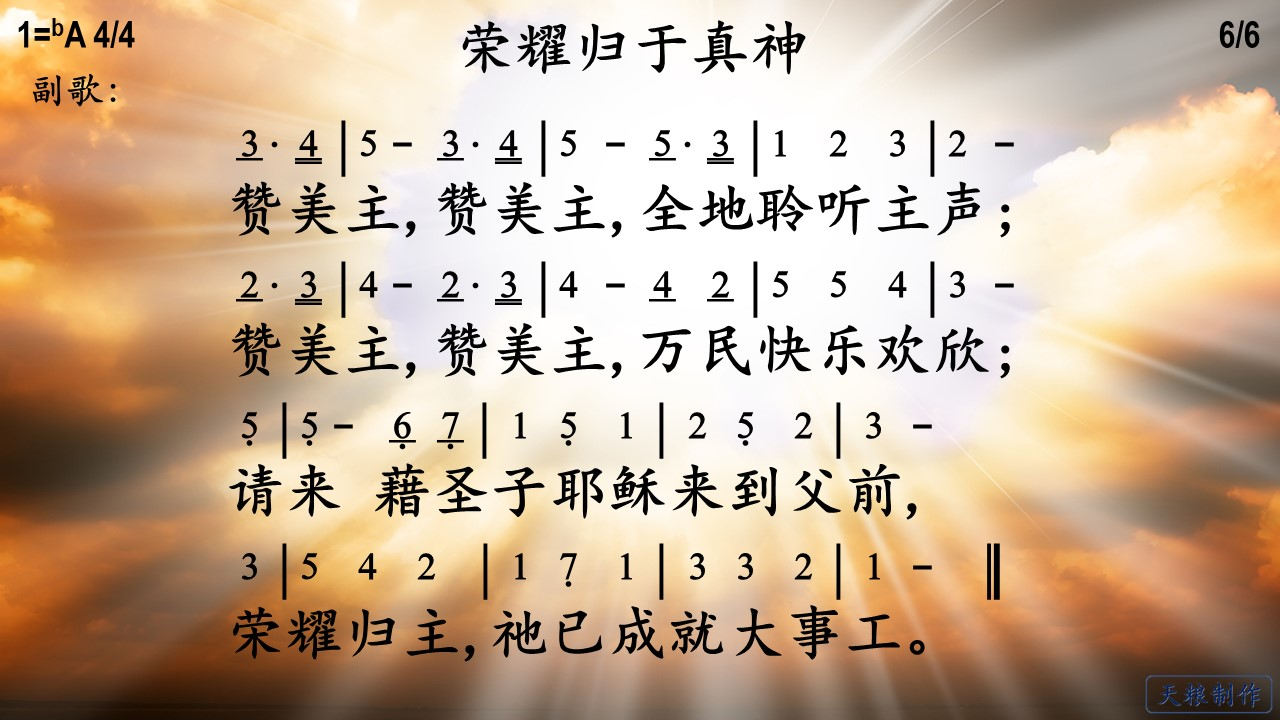 1=ᵇA 4/4
荣耀归于真神
6/6
副歌：
3· 4 | 5 – 3· 4 | 5 – 5· 3 | 1 2 3 | 2 –
赞美主，赞美主，全地聆听主声；
2· 3 | 4 – 2· 3 | 4 – 4 2 | 5 5 4 | 3 –
赞美主，赞美主，万民快乐欢欣；
5̣ | 5̣ – 6̣ 7̣ | 1 5̣ 1 | 2 5̣ 2 | 3 –
请来 藉圣子耶稣来到父前，
3 | 5 4 2 | 1 7̣ 1 | 3 3 2 | 1 – ‖
荣耀归主，祂已成就大事工。
天粮制作